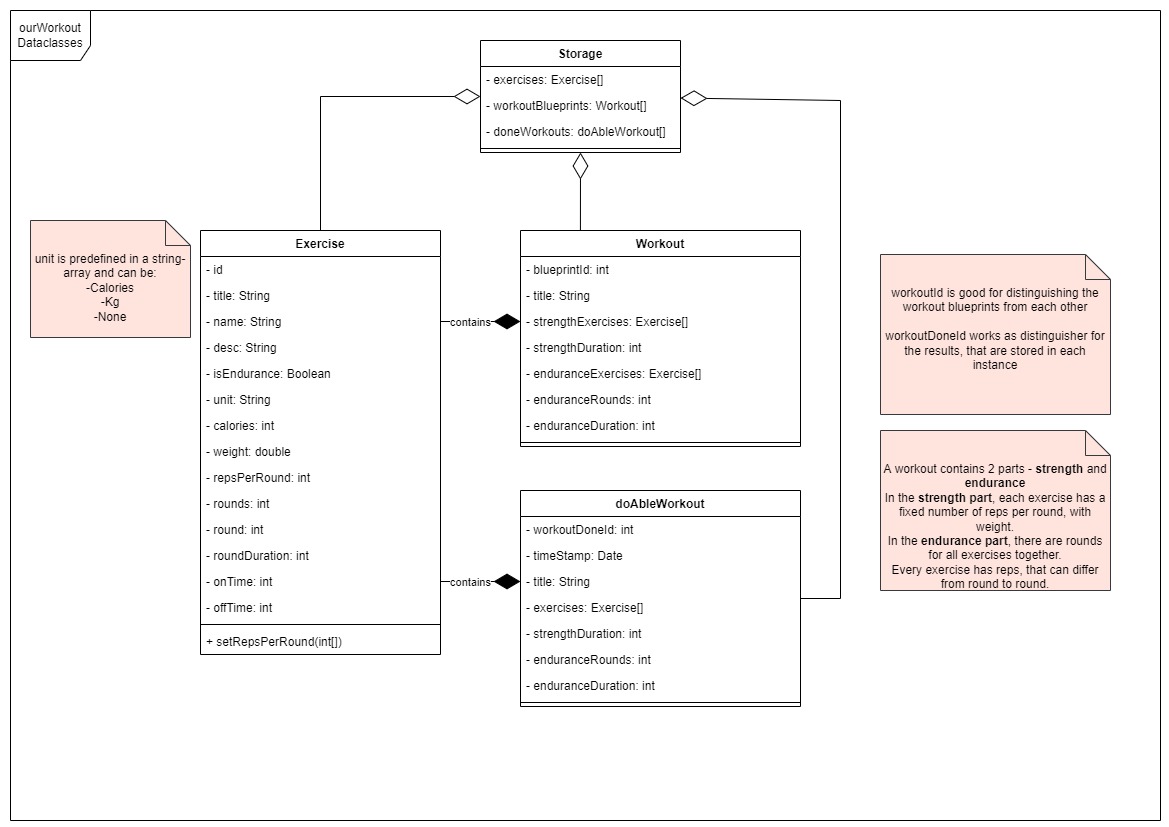 ourWorkout
Dataclasses
Storage
- exercises: Exercise[]
- workoutBlueprints: Workout[]
- doneWorkouts: doAbleWorkout[]
unit is predefined in a string-
array and can be:
-Calories
-Kg
-None
Exercise
- id
- title: String
- name: String
- desc: String
- isEndurance: Boolean
- unit: String
- calories: int
- weight: double
- repsPerRound: int
- rounds: int
- round: int
- roundDuration: int
- onTime: int
- offTime: int
+ setRepsPerRound(int[])
contains
contains
Workout
- blueprintId: int
- title: String
- strengthExercises: Exercise[]
- strengthDuration: int
- enduranceExercises: Exercise[]
- enduranceRounds: int
- enduranceDuration: int
doAbleWorkout
- workoutDoneId: int
- timeStamp: Date
- title: String
- exercises: Exercise[]
- strengthDuration: int
- enduranceRounds: int
- enduranceDuration: int
workoutId is good for distinguishing the
workout blueprints from each other
workoutDoneId works as distinguisher for
the results, that are stored in each
instance
A workout contains 2 parts - strength and
endurance
In the strength part, each exercise has a
fixed number of reps per round, with
weight.
In the endurance part, there are rounds
for all exercises together.
Every exercise has reps, that can differ
from round to round.